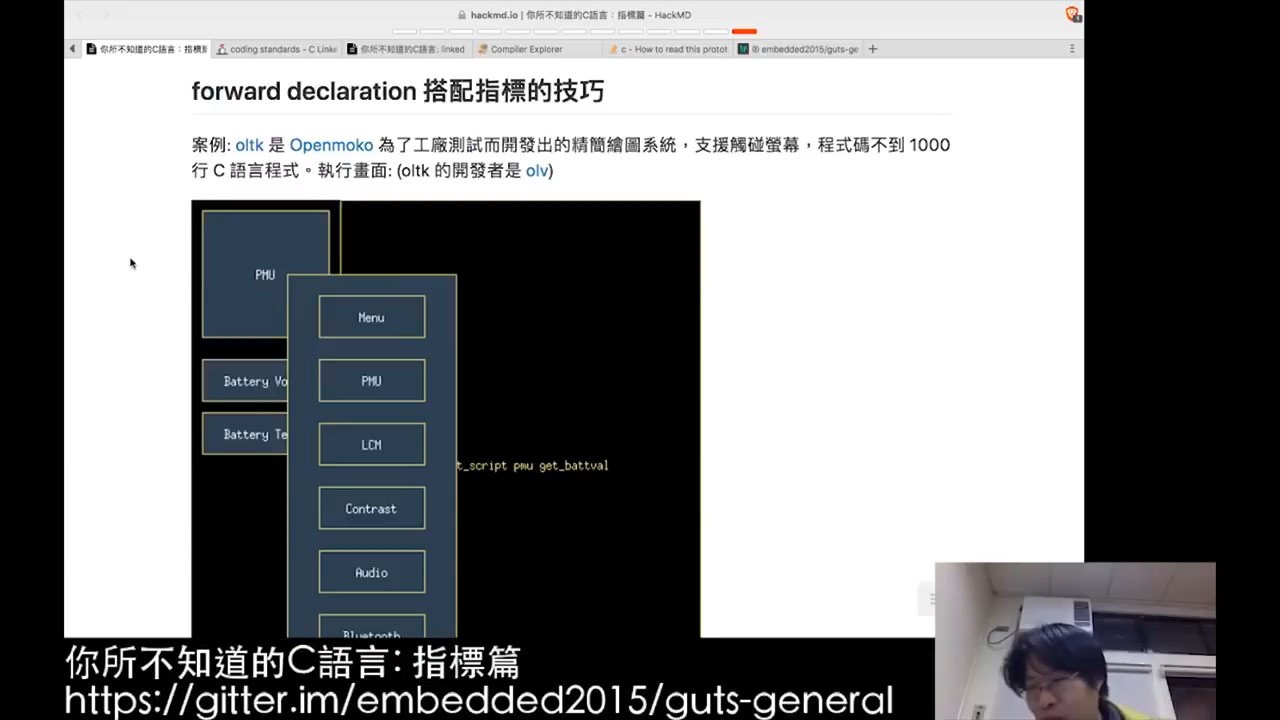 hackmd.io | 你所不知道的C語言：指標篇 - HackMD
你所不知道的C語言：指標
coding standards - C Link
你所不知道的C語言: linked
Compiler Explorer
c - How to read this protot
embedded2015/guts-ge
forward declaration 搭配指標的技巧
案例: oltk 是 Openmoko 為了工廠測試而開發出的精簡繪圖系統，支援觸碰螢幕，程式碼不到 1000
行 C 語言程式。執行畫面: (oltk 的開發者是 olv)
PMU
Menu
Battery Vo
PMU
Battery Te
LCM
t_script pmu get_battval
Contrast
Audio
Bluetooth
你所不知道的C語言: 指標篇
https://gitter.im/embedded2015/guts-general